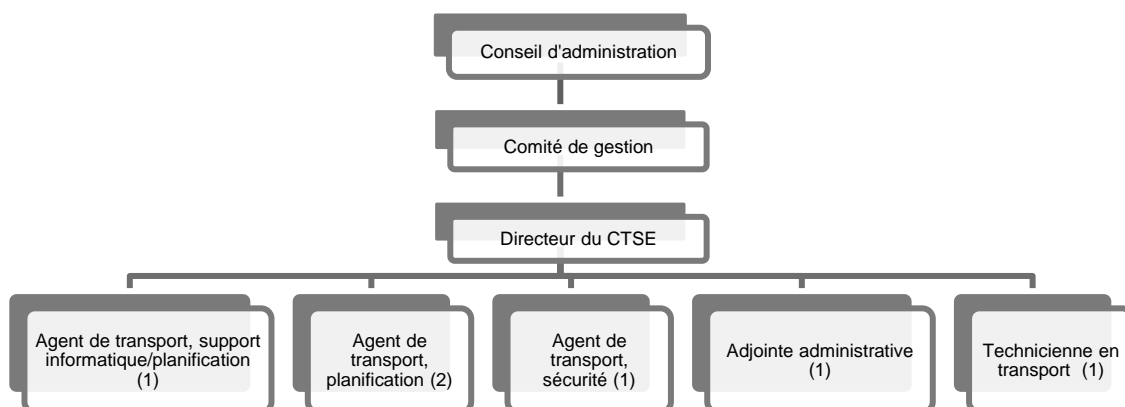 Conseil d'administration
Comité de gestion
Directeur du CTSE
Agent de transport, support
informatique/planification
(1)
Agent de
transport,
planification (2)
Agent de
transport,
sécurité (1)
Adjointe administrative
(1)
Technicienne en
transport (1)